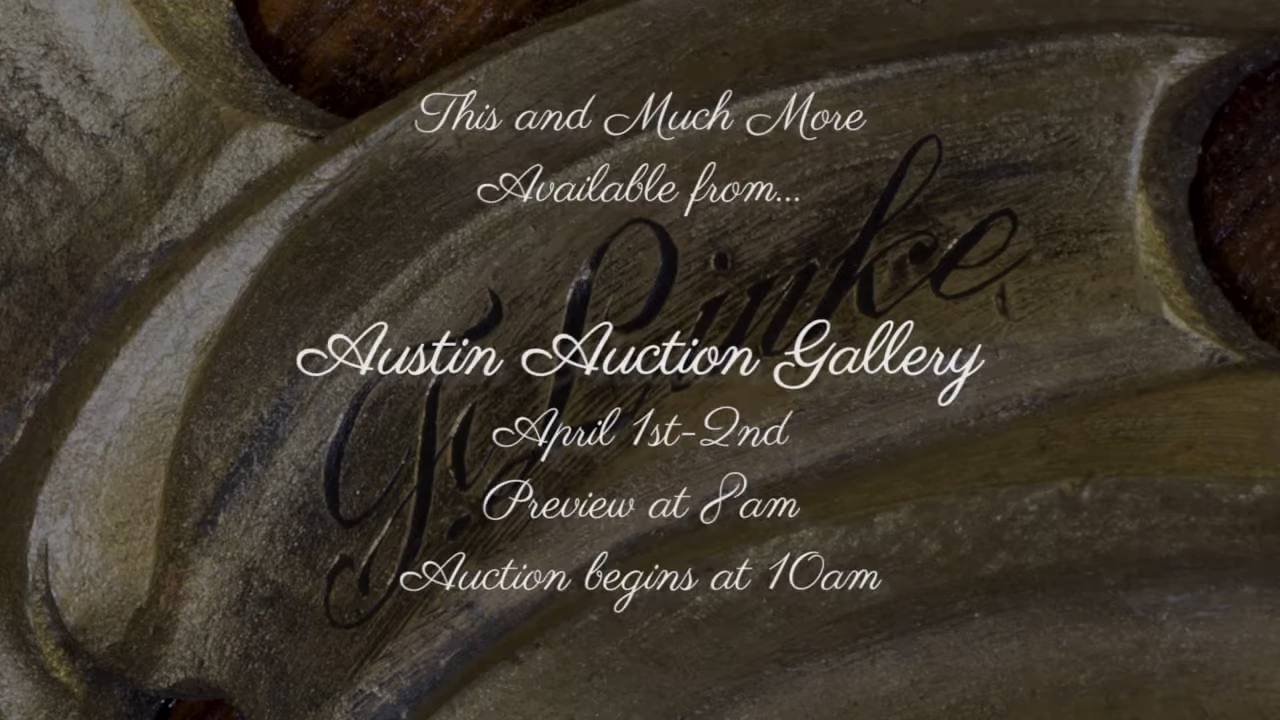 This and Much More
Available from...
Austin Auction Gallery
April 1st-2nd
Preview at 8am
Auction begins at 10am